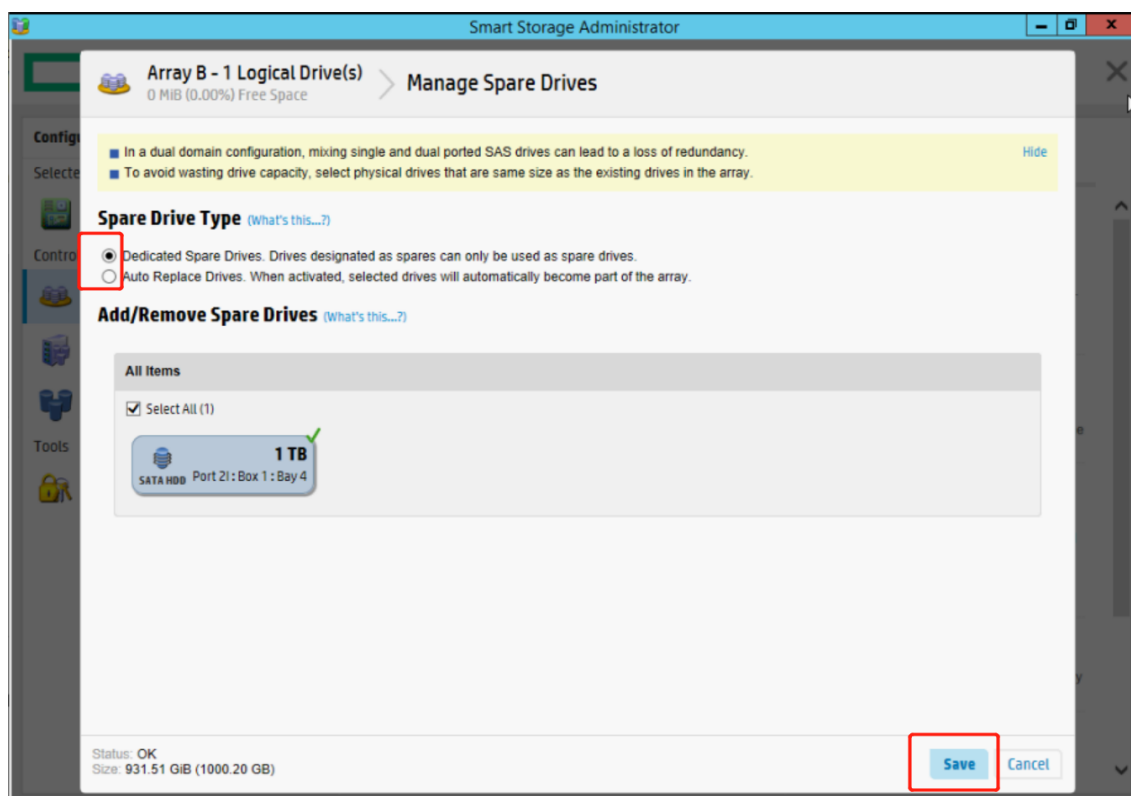 Smart Storage Administrator
Array B - 1 Logical Drive(s)
0 MiB (0.00%) Free Space
Manage Spare Drives
Configu
In a dual domain configuration, mixing single and dual ported SAS drives can lead to a loss of redundancy.
Hide
To avoid wasting drive capacity, select physical drives that are same size as the existing drives in the array.
Selecte
Spare Drive Type (What's this...?)
Contro
Dedicated Spare Drives. Drives designated as spares can only be used as spare drives.
Auto Replace Drives. When activated, selected drives will automatically become part of the array.
Add/Remove Spare Drives (What's this...?)
All Items
Select All (1)
1 TB
SATA HDD Port 2I : Box 1 : Bay 4
e
Tools
y
Status: OK
Size: 931.51 GiB (1000.20 GB)
Save
Cancel